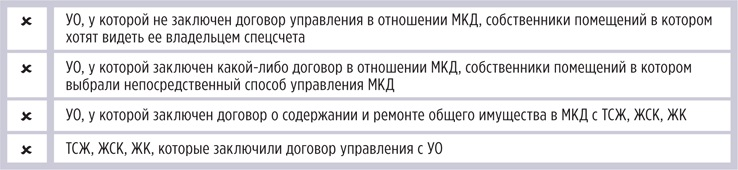 × УО, у которой не заключен договор управления в отношении МКД, собственники помещений в котором
хотят видеть ее владельцем спецсчета
× УО, у которой заключен какой-либо договор в отношении МКД, собственники помещений в котором
выбрали непосредственный способ управления МКД
× УО, у которой заключен договор о содержании и ремонте общего имущества в МКД с ТСЖ, ЖСК, ЖК
× ТСЖ, ЖСК, ЖК, которые заключили договор управления с УО